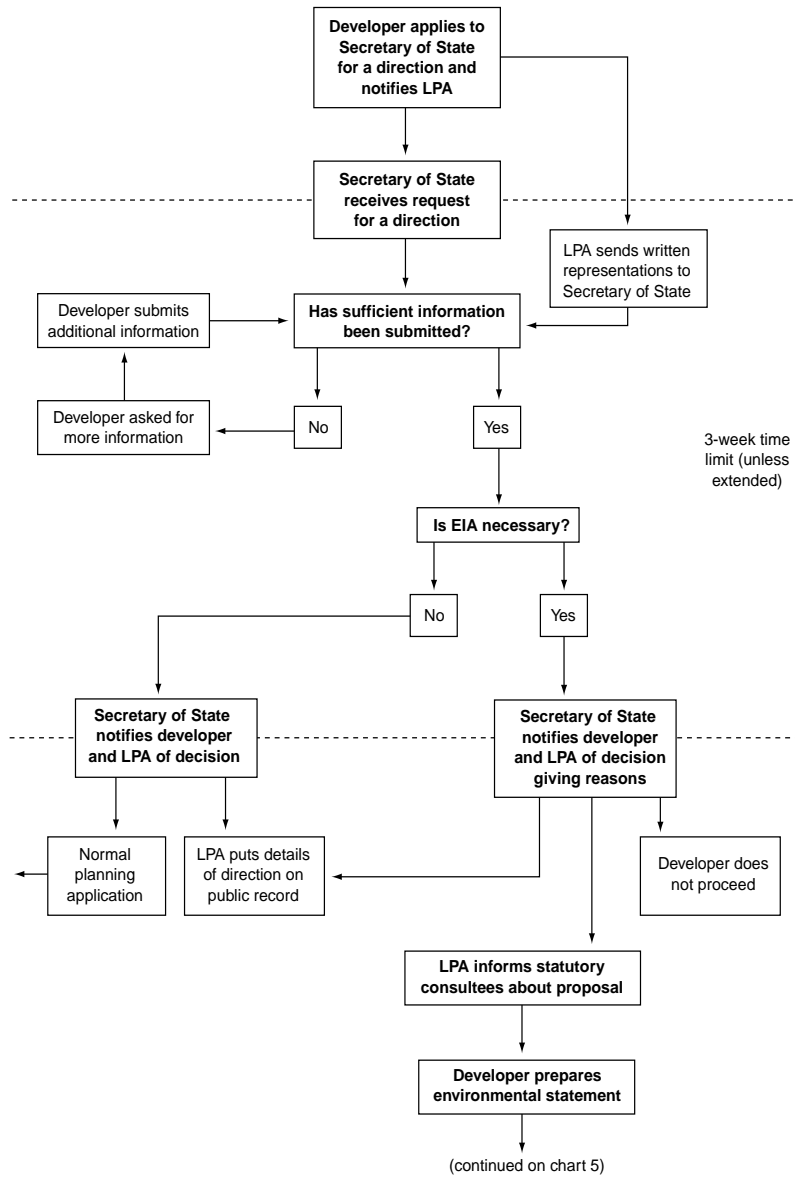 Developer applies to
Secretary of State
for a direction and
notifies LPA
Secretary of State
receives request
for a direction
LPA sends written
representations to
Secretary of State
Developer submits
additional information
Has sufficient information
been submitted?
Developer asked for
more information
No
Yes
3-week time
limit (unless
extended)
Is EIA necessary?
No
Yes
Secretary of State
notifies developer
and LPA of decision
Secretary of State
notifies developer
and LPA of decision
giving reasons
Normal
planning
application
LPA puts details
of direction on
public record
Developer does
not proceed
LPA informs statutory
consultees about proposal
Developer prepares
environmental statement
(continued on chart 5)